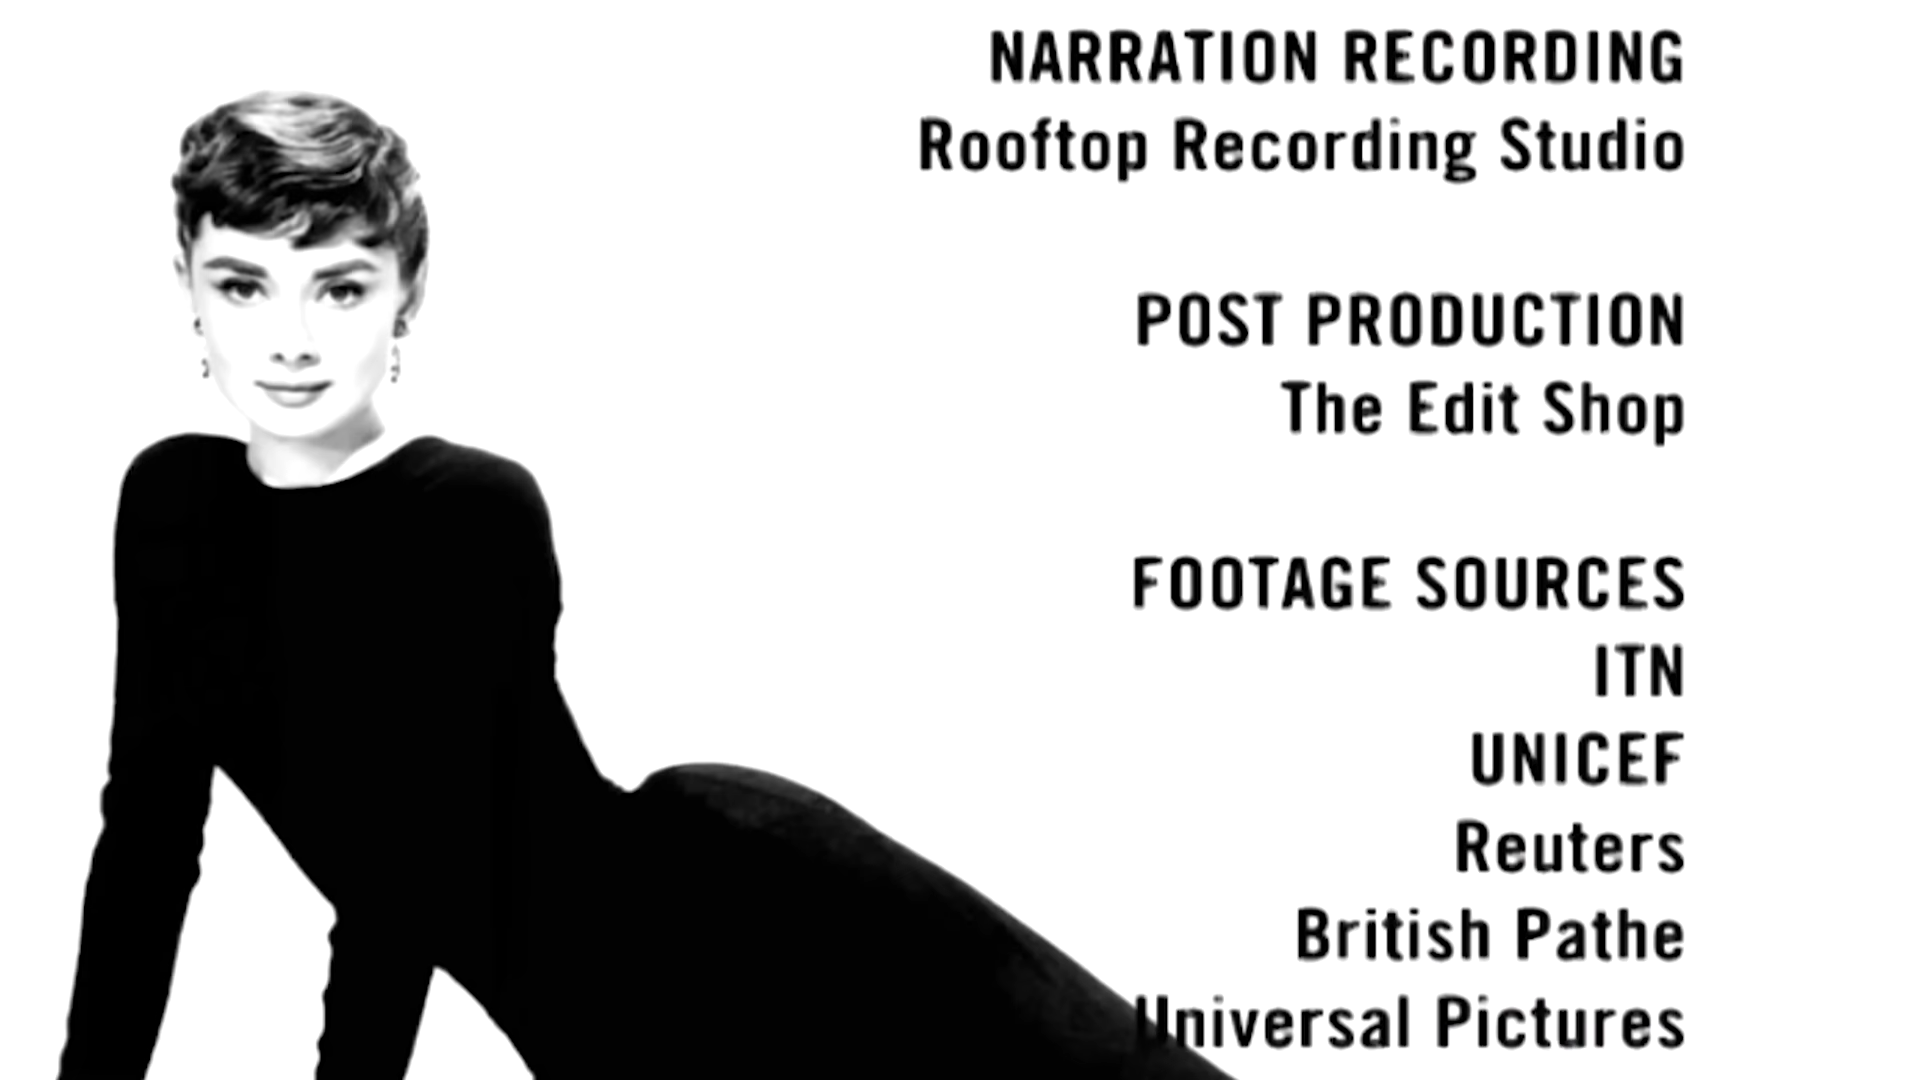 NARRATION RECORDING
Rooftop Recording Studio
POST PRODUCTION
The Edit Shop
FOOTAGE SOURCES
ITN
UNICEF
Reuters
British Pathe
Universal Pictures